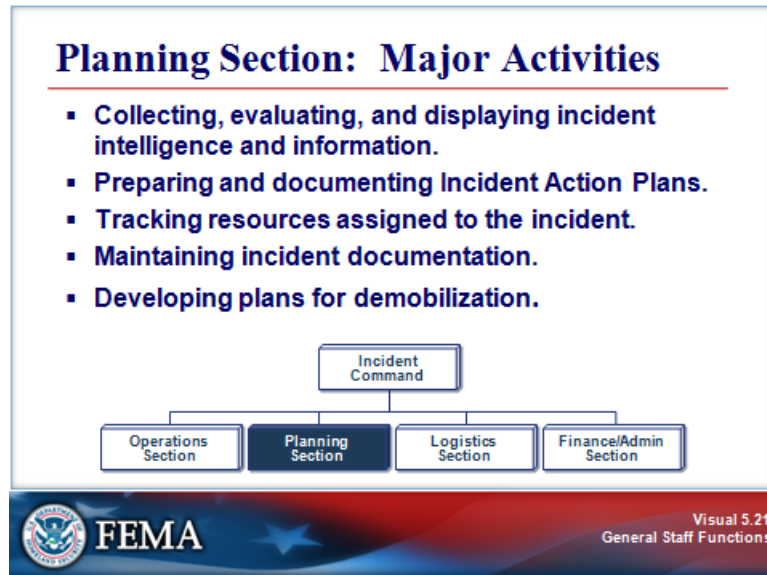 Planning Section: Major Activities
▪ Collecting, evaluating, and displaying incident
intelligence and information.
▪ Preparing and documenting Incident Action Plans.
▪ Tracking resources assigned to the incident.
▪ Maintaining incident documentation.
▪ Developing plans for demobilization.
Incident
Command
Operations
Section
Planning
Section
Logistics
Section
Finance/Admin
Section
FEMA
Visual 5.21
General Staff Functions